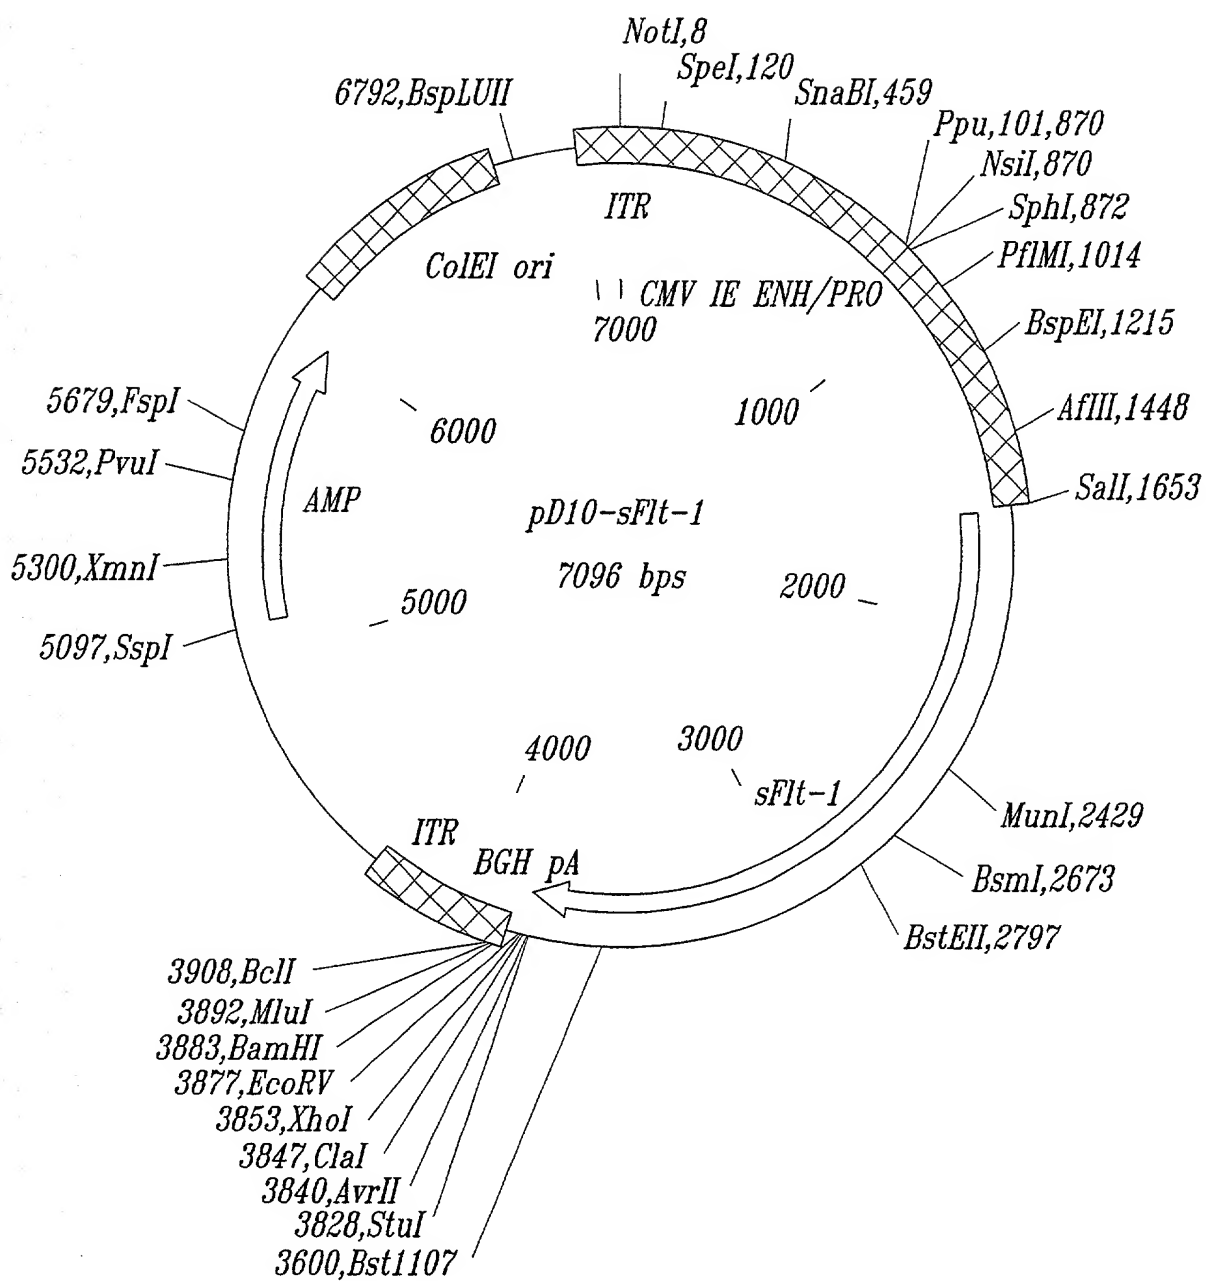 NotI,8
SpeI,120
6792,BspLUII
SnaBI,459
Ppu,101,870
NsiI,870
SphI,872
ITR
PflMI,1014
ColEI ori
CMV IE ENH/PRO
7000
BspEI,1215
5679,FspI
1000
AflII,1448
6000
5532,PvuI
AMP
SalI,1653
pD10-sFlt-1
5300,XmnI
7096 bps
2000
5000
5097,SspI
4000
3000
sFlt-1
MunI,2429
ITR
BGH pA
BsmI,2673
BstEII,2797
3908,BclI
3892,MluI
3883,BamHI
3877,EcoRV
3853,XhoI
3847,ClaI
3840,AvrII
3828,StuI
3600,Bst1107